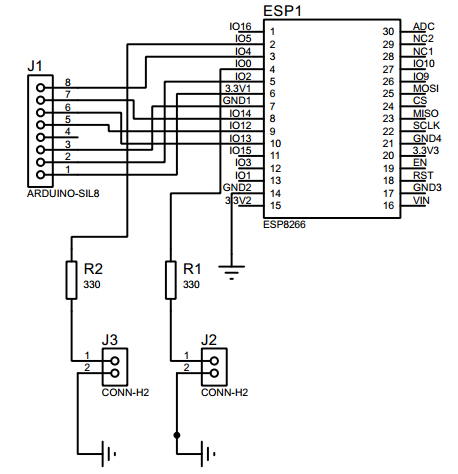 ESP1
IO16 1 30 ADC
IO5 2 29 NC2
IO4 3 28 NC1
IO0 4 27 IO10
IO2 5 26 IO9
3.3V1 6 25 MOSI
GND1 7 24 CS
IO14 8 23 MISO
IO12 9 22 SCLK
IO13 10 21 GND4
IO15 11 20 3.3V3
IO3 12 19 EN
IO1 13 18 RST
GND2 14 17 GND3
3.3V2 15 16 VIN
ESP8266
J1
8
7
6
5
4
3
2
1
ARDUINO-SIL8
R2
330
R1
330
J3
1
2
CONN-H2
J2
1
2
CONN-H2